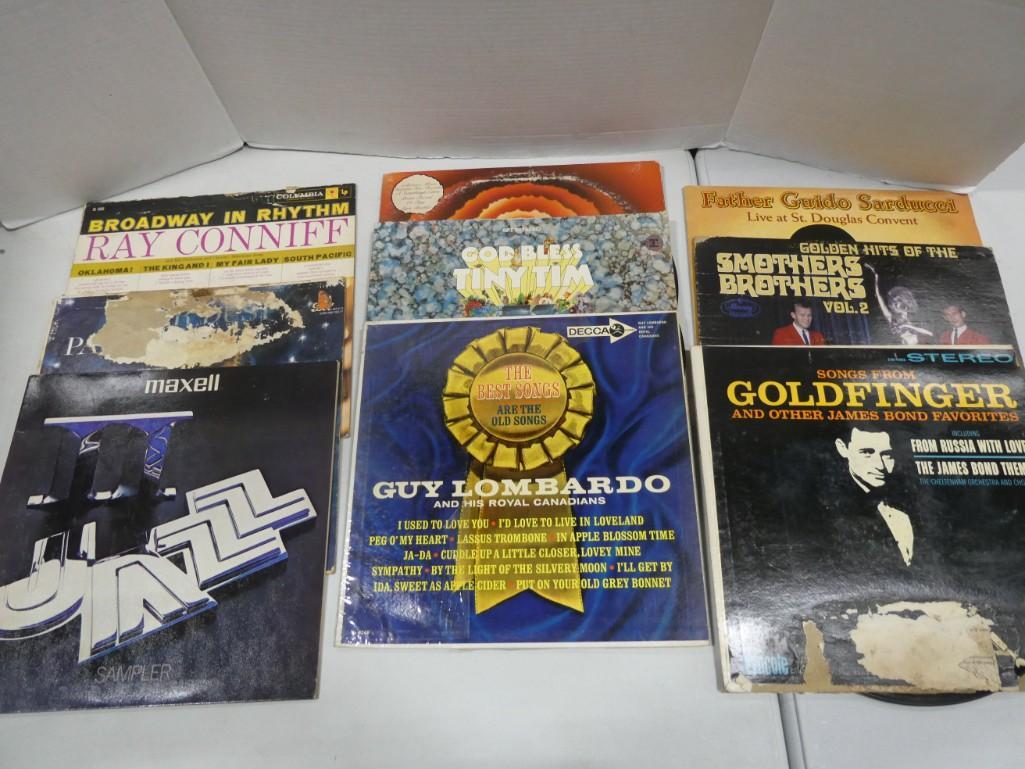 COLUMBIA
BROADWAY IN RHYTHM
RAY CONNIFF
OKLAHOMA! THE KING AND I MY FAIR LADY SOUTH PACIFIC
maxell
II
JAZZ
SAMPLER
GOD BLESS
TINY TIM
DECCA
THE
BEST SONGS
ARE THE
OLD SONGS
GUY LOMBARDO
AND HIS ROYAL CANADIANS
I USED TO LOVE YOU • I'D LOVE TO LIVE IN LOVELAND
PEG O' MY HEART • LASSUS TROMBONE • IN APPLE BLOSSOM TIME
JA-DA • CUDDLE UP A LITTLE CLOSER, LOVEY MINE
SYMPATHY • BY THE LIGHT OF THE SILVERY MOON • I'LL GET BY
IDA, SWEET AS APPLE CIDER • PUT ON YOUR OLD GREY BONNET
Father Guido Sarducci
Live at St. Douglas Convent
GOLDEN HITS OF THE
SMOTHERS
BROTHERS
VOL. 2
STEREO
SONGS FROM
GOLDFINGER
AND OTHER JAMES BOND FAVORITES
INCLUDING
FROM RUSSIA WITH LOVE
THE JAMES BOND THEME
THE CHELTENHAM ORCHESTRA AND